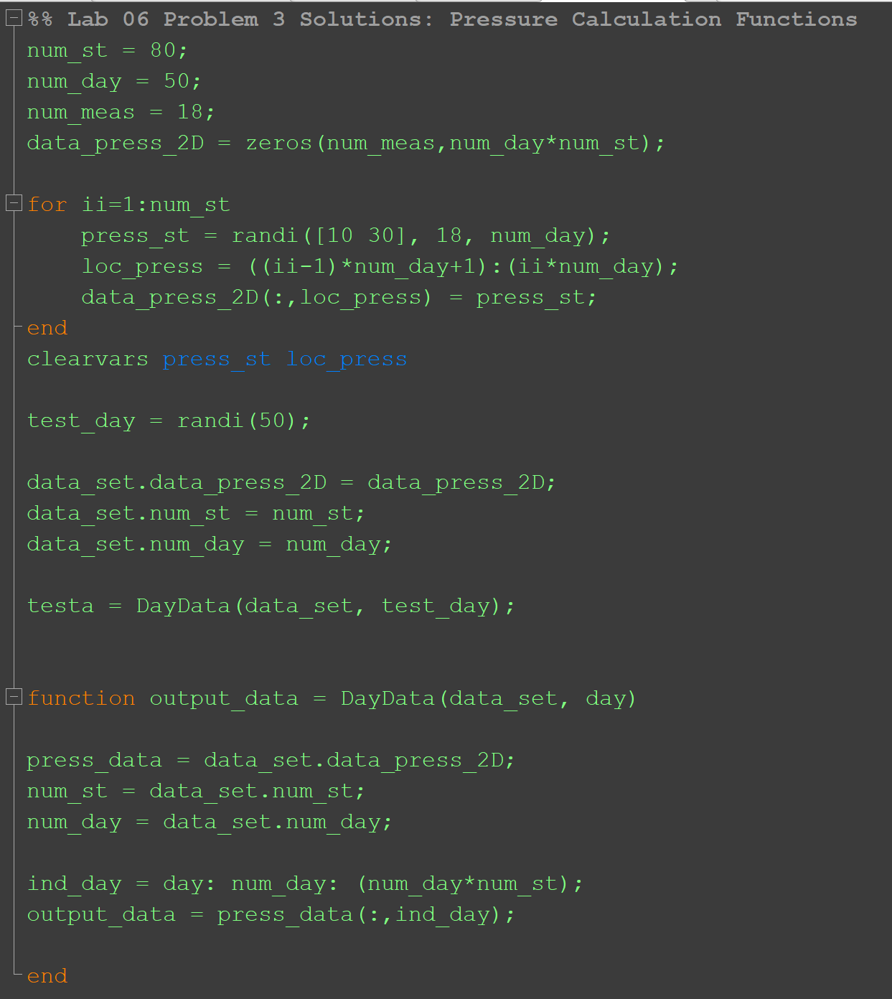 %% Lab 06 Problem 3 Solutions: Pressure Calculation Functions
num_st = 80;
num_day = 50;
num_meas = 18;
data_press_2D = zeros(num_meas,num_day*num_st);
for ii=1:num_st
    press_st = randi([10 30], 18, num_day);
    loc_press = ((ii-1)*num_day+1):(ii*num_day);
    data_press_2D(:,loc_press) = press_st;
end
clearvars press_st loc_press
test_day = randi(50);
data_set.data_press_2D = data_press_2D;
data_set.num_st = num_st;
data_set.num_day = num_day;
testa = DayData(data_set, test_day);
function output_data = DayData(data_set, day)
press_data = data_set.data_press_2D;
num_st = data_set.num_st;
num_day = data_set.num_day;
ind_day = day: num_day: (num_day*num_st);
output_data = press_data(:,ind_day);
end